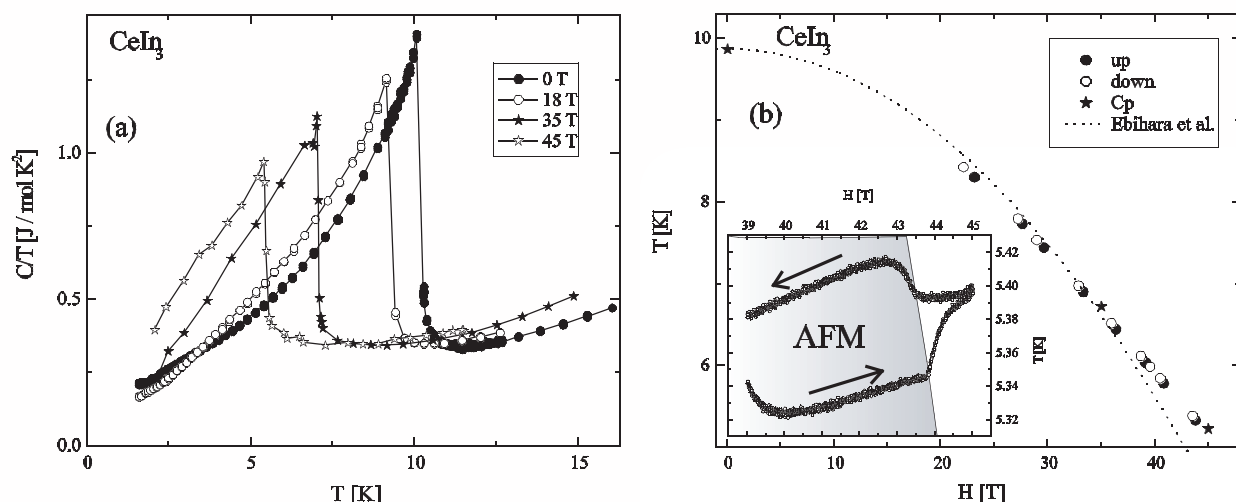 CeIn3
(a)
0 T
18 T
35 T
45 T
C/T [J / mol K2]
1.0
0.5
0.0
0 5 10 15
T [K]
CeIn3
(b)
up
down
Cp
Ebihara et al.
T [K]
10
8
6
0 10 20 30 40
H [T]
H [T]
39 40 41 42 43 44 45
AFM
5.42
5.40
5.38
5.36
5.34
5.32
T[K]